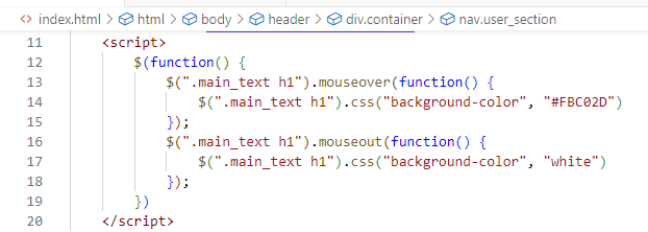 index.html > html > body > header > div.container > nav.user_section
11 <script>
12 $(function() {
13 $(".main_text h1").mouseover(function() {
14 $(".main_text h1").css("background-color", "#FBC02D")
15 });
16 $(".main_text h1").mouseout(function() {
17 $(".main_text h1").css("background-color", "white")
18 });
19 })
20 </script>